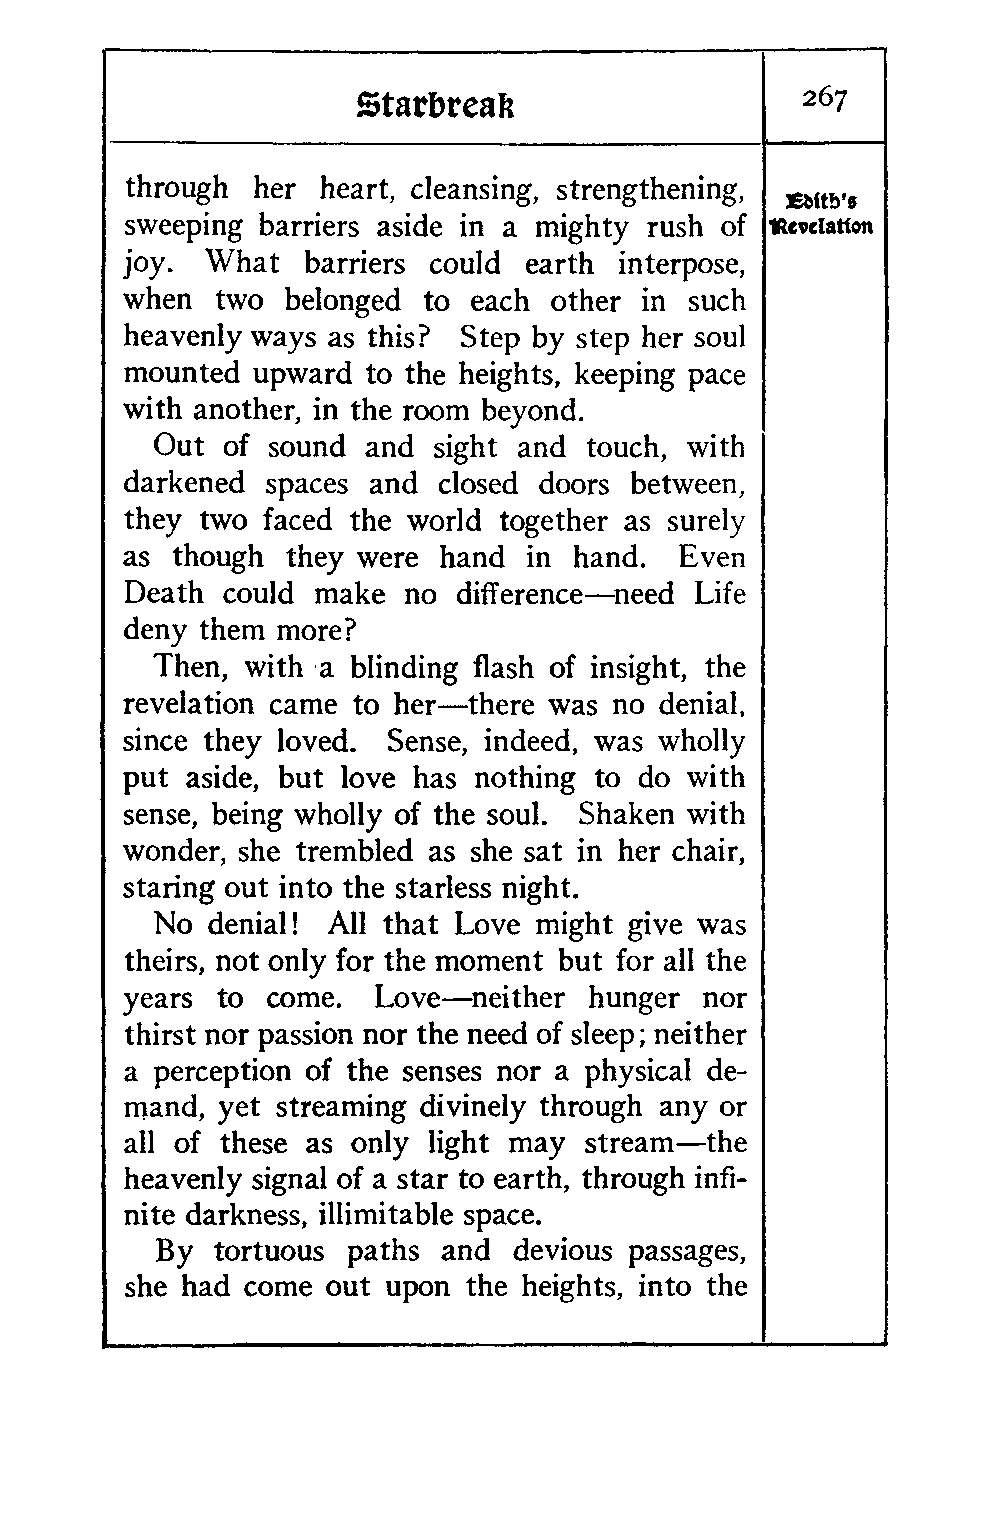 Starbreak
267
Edith's
Revelation
through her heart, cleansing, strengthening,
sweeping barriers aside in a mighty rush of
joy. What barriers could earth interpose,
when two belonged to each other in such
heavenly ways as this? Step by step her soul
mounted upward to the heights, keeping pace
with another, in the room beyond.
Out of sound and sight and touch, with
darkened spaces and closed doors between,
they two faced the world together as surely
as though they were hand in hand. Even
Death could make no difference—need Life
deny them more?
Then, with a blinding flash of insight, the
revelation came to her—there was no denial,
since they loved. Sense, indeed, was wholly
put aside, but love has nothing to do with
sense, being wholly of the soul. Shaken with
wonder, she trembled as she sat in her chair,
staring out into the starless night.
No denial! All that Love might give was
theirs, not only for the moment but for all the
years to come. Love—neither hunger nor
thirst nor passion nor the need of sleep; neither
a perception of the senses nor a physical de-
mand, yet streaming divinely through any or
all of these as only light may stream—the
heavenly signal of a star to earth, through infi-
nite darkness, illimitable space.
By tortuous paths and devious passages,
she had come out upon the heights, into the